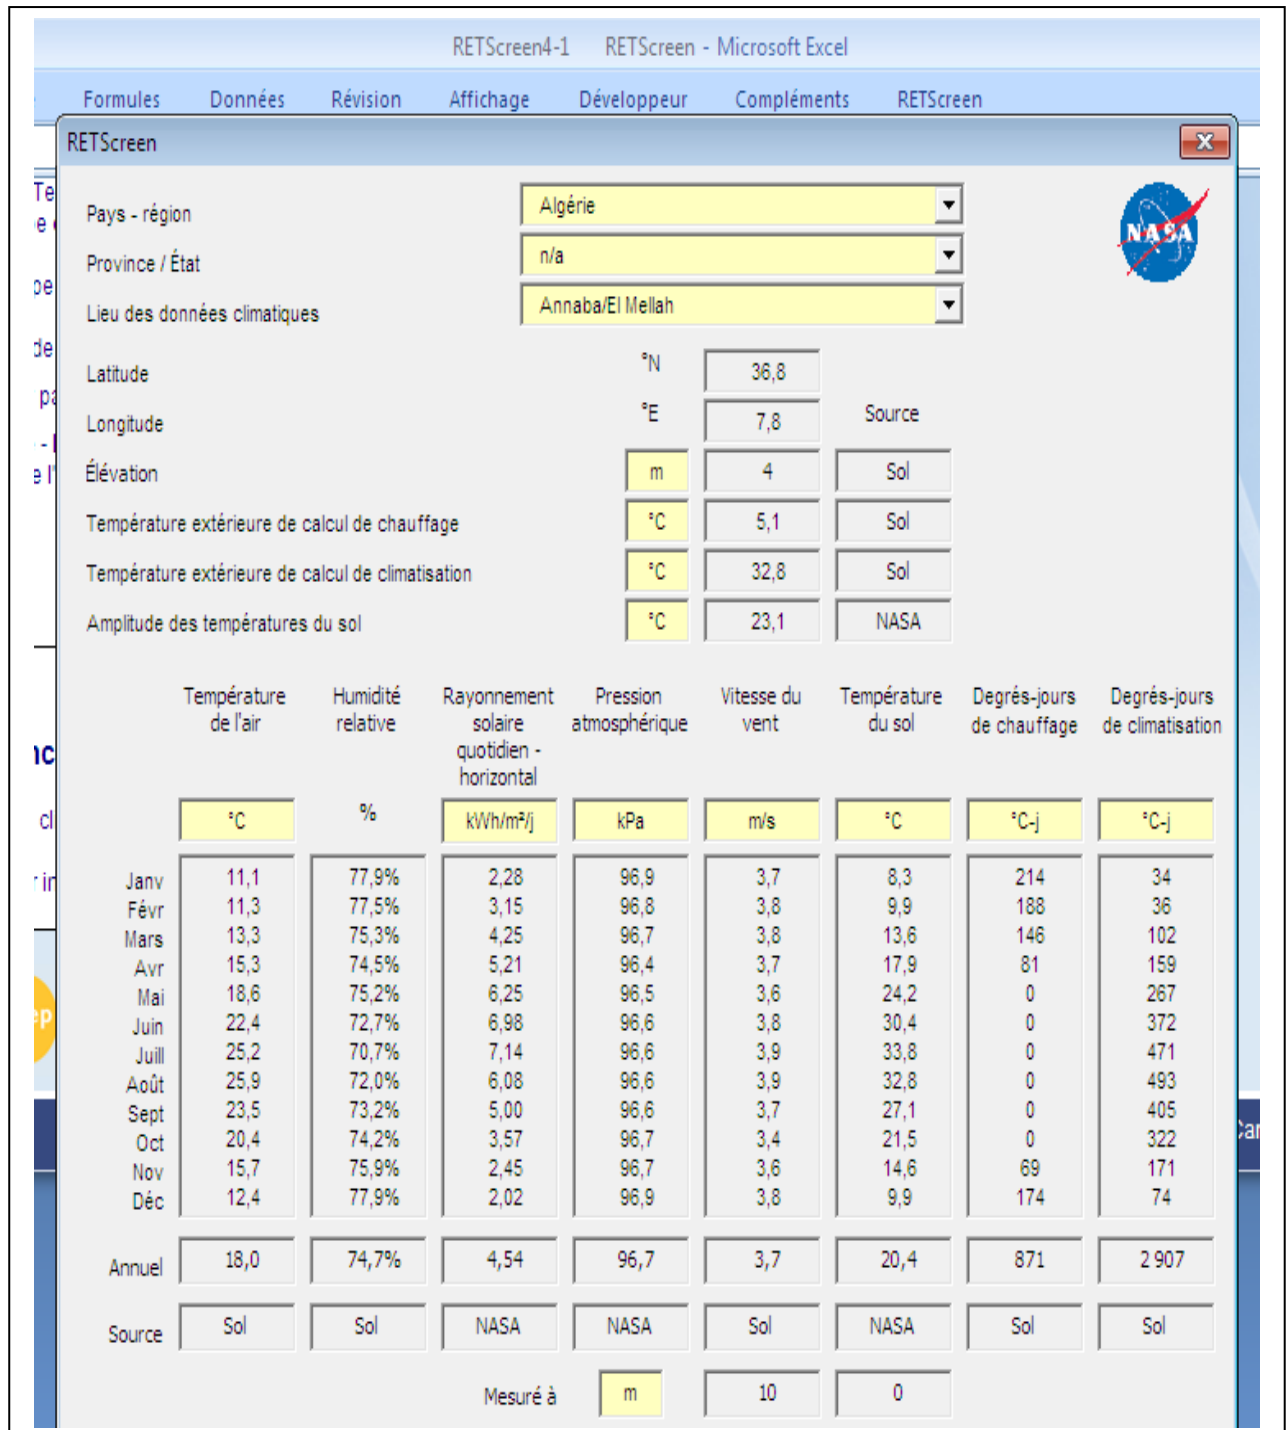 RETScreen4-1 RETScreen - Microsoft Excel
Formules Données Révision Affichage Développeur Compléments RETScreen
RETScreen
Pays - région Algérie
NASA
Province / État n/a
Lieu des données climatiques Annaba/El Mellah
Latitude °N 36,8
Longitude °E 7,8 Source
Élévation m 4 Sol
Température extérieure de calcul de chauffage °C 5,1 Sol
Température extérieure de calcul de climatisation °C 32,8 Sol
Amplitude des températures du sol °C 23,1 NASA
Température Humidité Rayonnement Pression Vitesse du Température Degrés-jours Degrés-jours
de l'air relative solaire atmosphérique vent du sol de chauffage de climatisation
quotidien -
horizontal
°C % kWh/m²/j kPa m/s °C °C-j °C-j
Janv 11,1 77,9% 2,28 96,9 3,7 8,3 214 34
Févr 11,3 77,5% 3,15 96,8 3,8 9,9 188 36
Mars 13,3 75,3% 4,25 96,7 3,8 13,6 146 102
Avr 15,3 74,5% 5,21 96,4 3,7 17,9 81 159
Mai 18,6 75,2% 6,25 96,5 3,6 24,2 0 267
Juin 22,4 72,7% 6,98 96,6 3,8 30,4 0 372
Juill 25,2 70,7% 7,14 96,6 3,9 33,8 0 471
Août 25,9 72,0% 6,08 96,6 3,9 32,8 0 493
Sept 23,5 73,2% 5,00 96,6 3,7 27,1 0 405
Oct 20,4 74,2% 3,57 96,7 3,4 21,5 0 322
Nov 15,7 75,9% 2,45 96,7 3,6 14,6 69 171
Déc 12,4 77,9% 2,02 96,9 3,8 9,9 174 74
Annuel 18,0 74,7% 4,54 96,7 3,7 20,4 871 2 907
Source Sol Sol NASA NASA Sol NASA Sol Sol
Mesuré à m 10 0